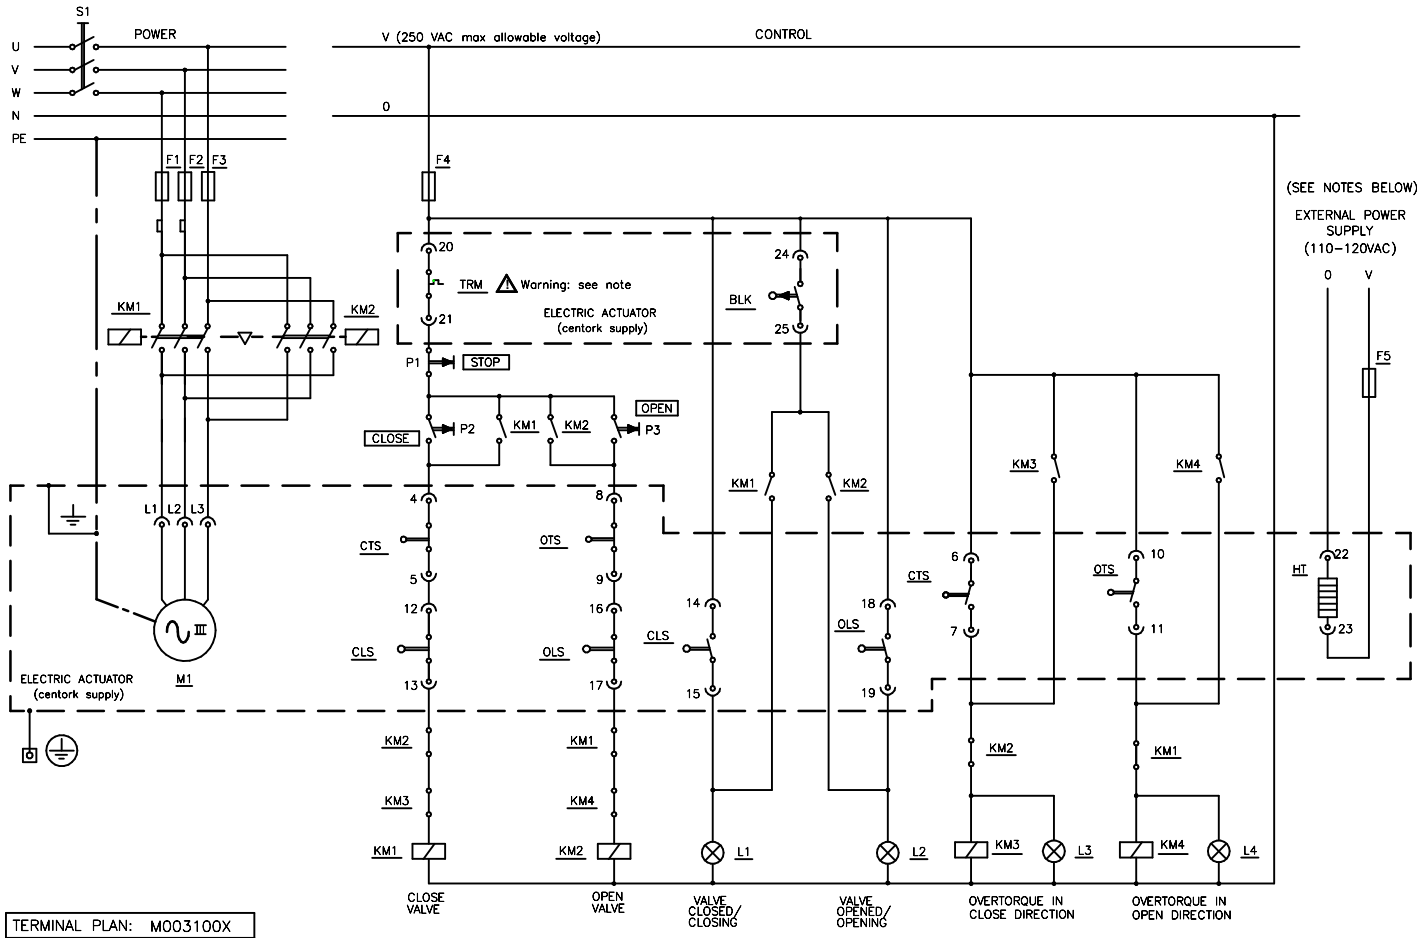 S1
POWER
V (250 VAC max allowable voltage)
CONTROL
U
V
W
N
PE
0
F1
F2
F3
F4
(SEE NOTES BELOW)
EXTERNAL POWER
SUPPLY
(110-120VAC)
0
V
20
24
TRM
! Warning: see note
BLK
KM1
KM2
21
ELECTRIC ACTUATOR
(centork supply)
25
P1
STOP
F5
OPEN
CLOSE
P2
KM1
KM2
P3
KM3
KM4
KM1
KM2
4
8
L1
L2
L3
CTS
OTS
6
10
22
5
9
CTS
OTS
HT
12
16
14
18
7
11
23
III
CLS
OLS
CLS
OLS
M1
13
17
15
19
ELECTRIC ACTUATOR
(centork supply)
KM2
KM1
KM2
KM1
KM3
KM4
KM1
KM2
L1
L2
KM3
L3
KM4
L4
CLOSE
VALVE
OPEN
VALVE
VALVE
CLOSED/
CLOSING
VALVE
OPENED/
OPENING
OVERTORQUE IN
CLOSE DIRECTION
OVERTORQUE IN
OPEN DIRECTION
TERMINAL PLAN: M003100X